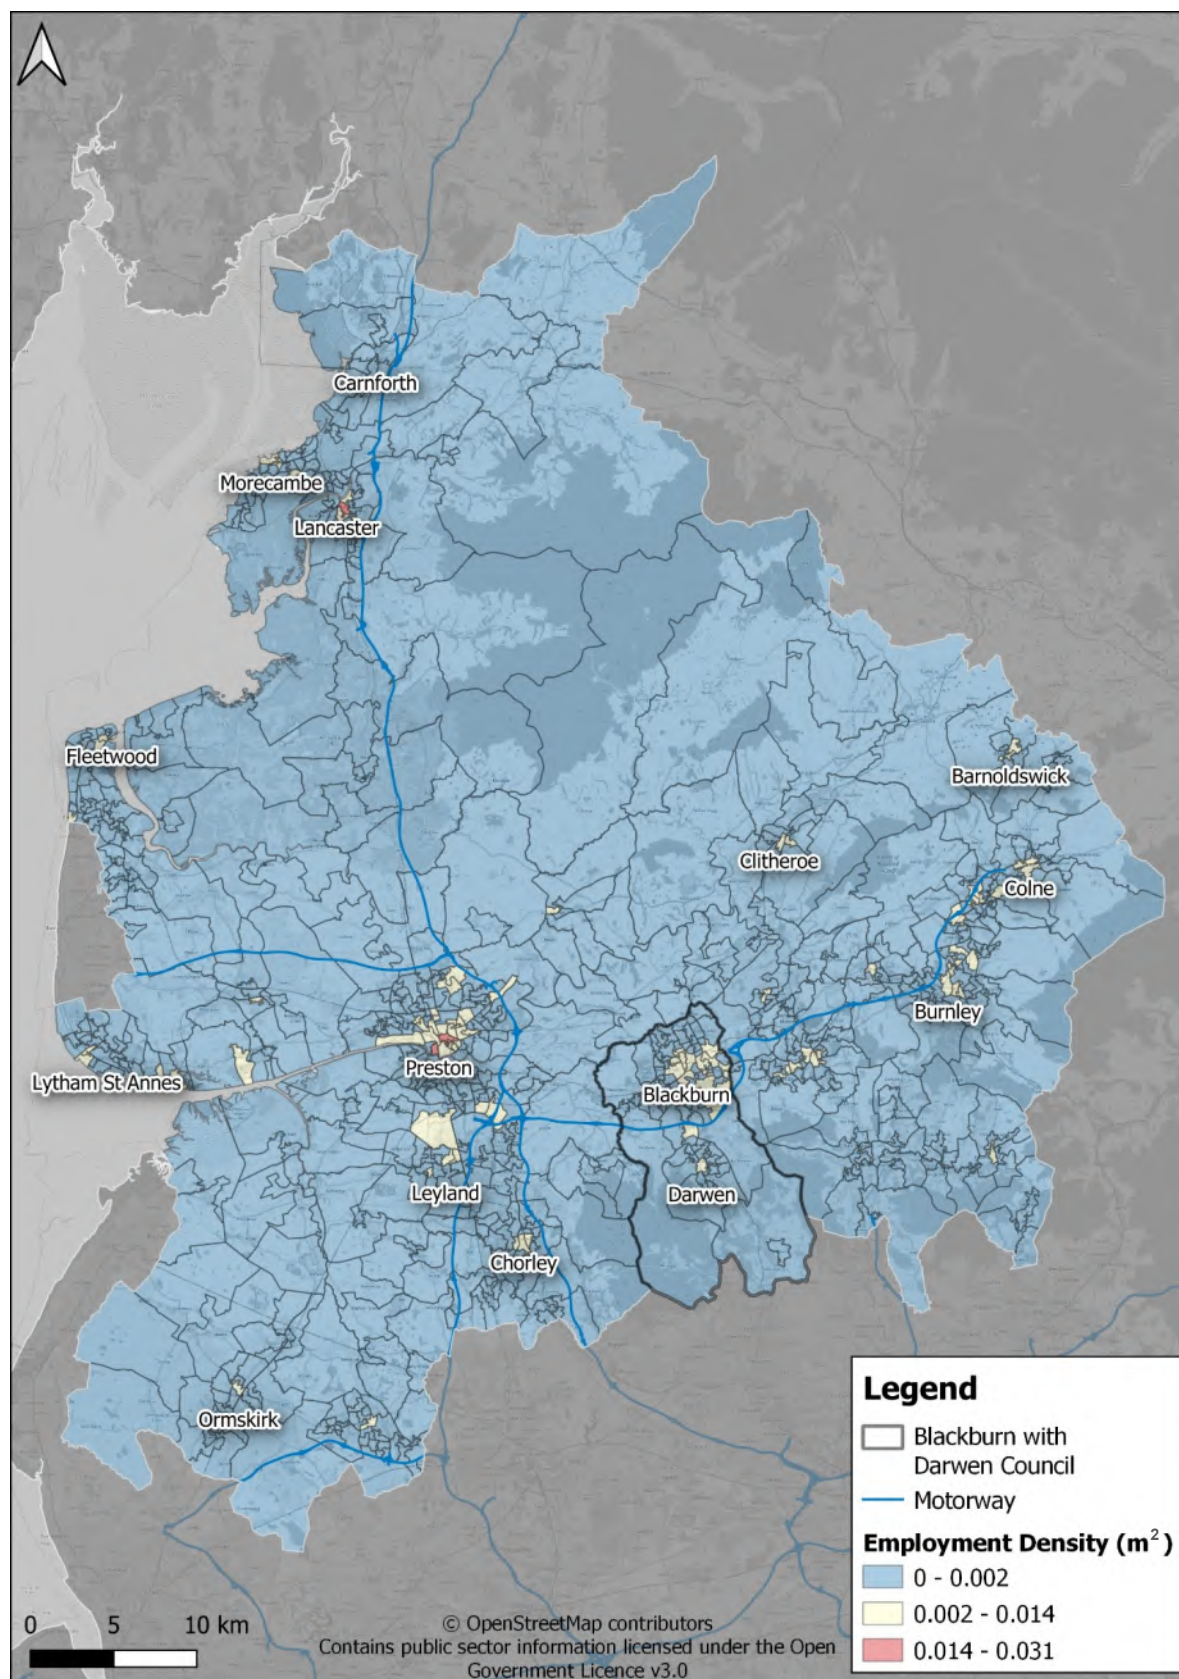 Carnforth
Morecambe
Lancaster
Fleetwood
Barnoldswick
Clitheroe
Colne
Burnley
Preston
Lytham St Annes
Blackburn
Leyland
Darwen
Chorley
Ormskirk
Legend
Blackburn with
Darwen Council
Motorway
Employment Density (m²)
0 - 0.002
0.002 - 0.014
0.014 - 0.031
0 5 10 km
© OpenStreetMap contributors
Contains public sector information licensed under the Open
Government Licence v3.0